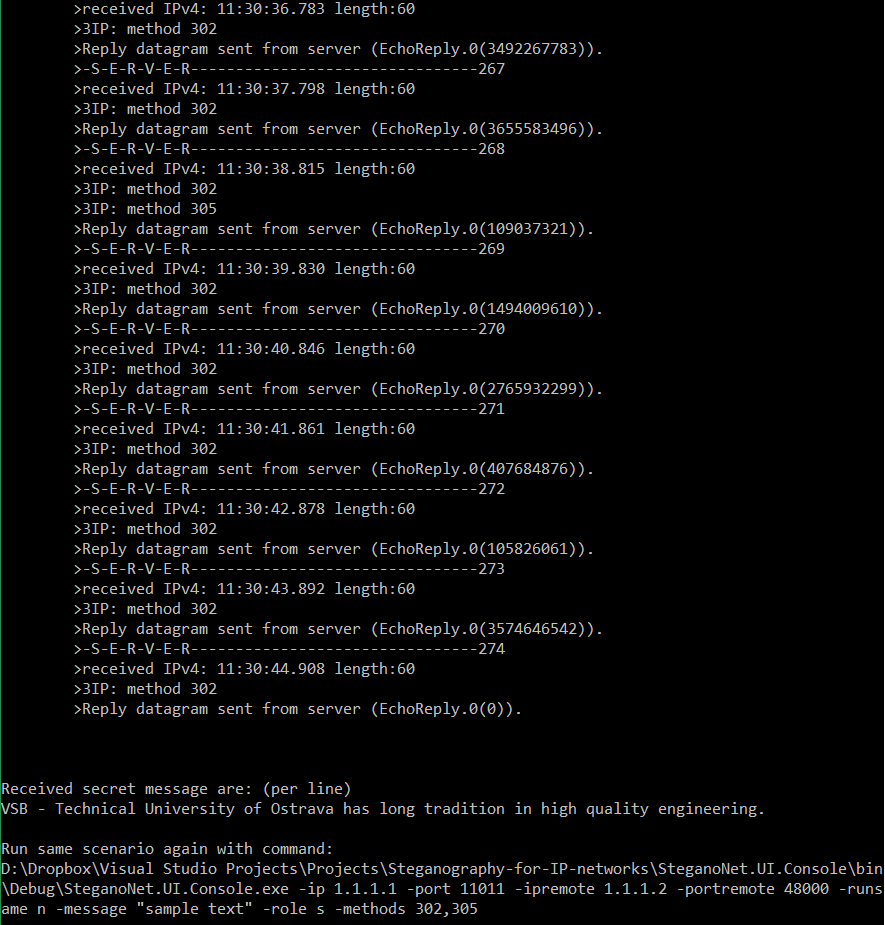 >received IPv4: 11:30:36.783 length:60
>3IP: method 302
>Reply datagram sent from server (EchoReply.0(3492267783)).
>-S-E-R-V-E-R--------------------------------267
>received IPv4: 11:30:37.798 length:60
>3IP: method 302
>Reply datagram sent from server (EchoReply.0(3655583496)).
>-S-E-R-V-E-R--------------------------------268
>received IPv4: 11:30:38.815 length:60
>3IP: method 302
>3IP: method 305
>Reply datagram sent from server (EchoReply.0(109037321)).
>-S-E-R-V-E-R--------------------------------269
>received IPv4: 11:30:39.830 length:60
>3IP: method 302
>Reply datagram sent from server (EchoReply.0(1494009610)).
>-S-E-R-V-E-R--------------------------------270
>received IPv4: 11:30:40.846 length:60
>3IP: method 302
>Reply datagram sent from server (EchoReply.0(2765932299)).
>-S-E-R-V-E-R--------------------------------271
>received IPv4: 11:30:41.861 length:60
>3IP: method 302
>Reply datagram sent from server (EchoReply.0(407684876)).
>-S-E-R-V-E-R--------------------------------272
>received IPv4: 11:30:42.878 length:60
>3IP: method 302
>Reply datagram sent from server (EchoReply.0(105826061)).
>-S-E-R-V-E-R--------------------------------273
>received IPv4: 11:30:43.892 length:60
>3IP: method 302
>Reply datagram sent from server (EchoReply.0(3574646542)).
>-S-E-R-V-E-R--------------------------------274
>received IPv4: 11:30:44.908 length:60
>3IP: method 302
>Reply datagram sent from server (EchoReply.0(0)).
Received secret message are: (per line)
VSB - Technical University of Ostrava has long tradition in high quality engineering.
Run same scenario again with command:
D:\Dropbox\Visual Studio Projects\Projects\Steganography-for-IP-networks\SteganoNet.UI.Console\bin
\Debug\SteganoNet.UI.Console.exe -ip 1.1.1.1 -port 11011 -ipremote 1.1.1.2 -portremote 48000 -runs
ame n -message "sample text" -role s -methods 302,305